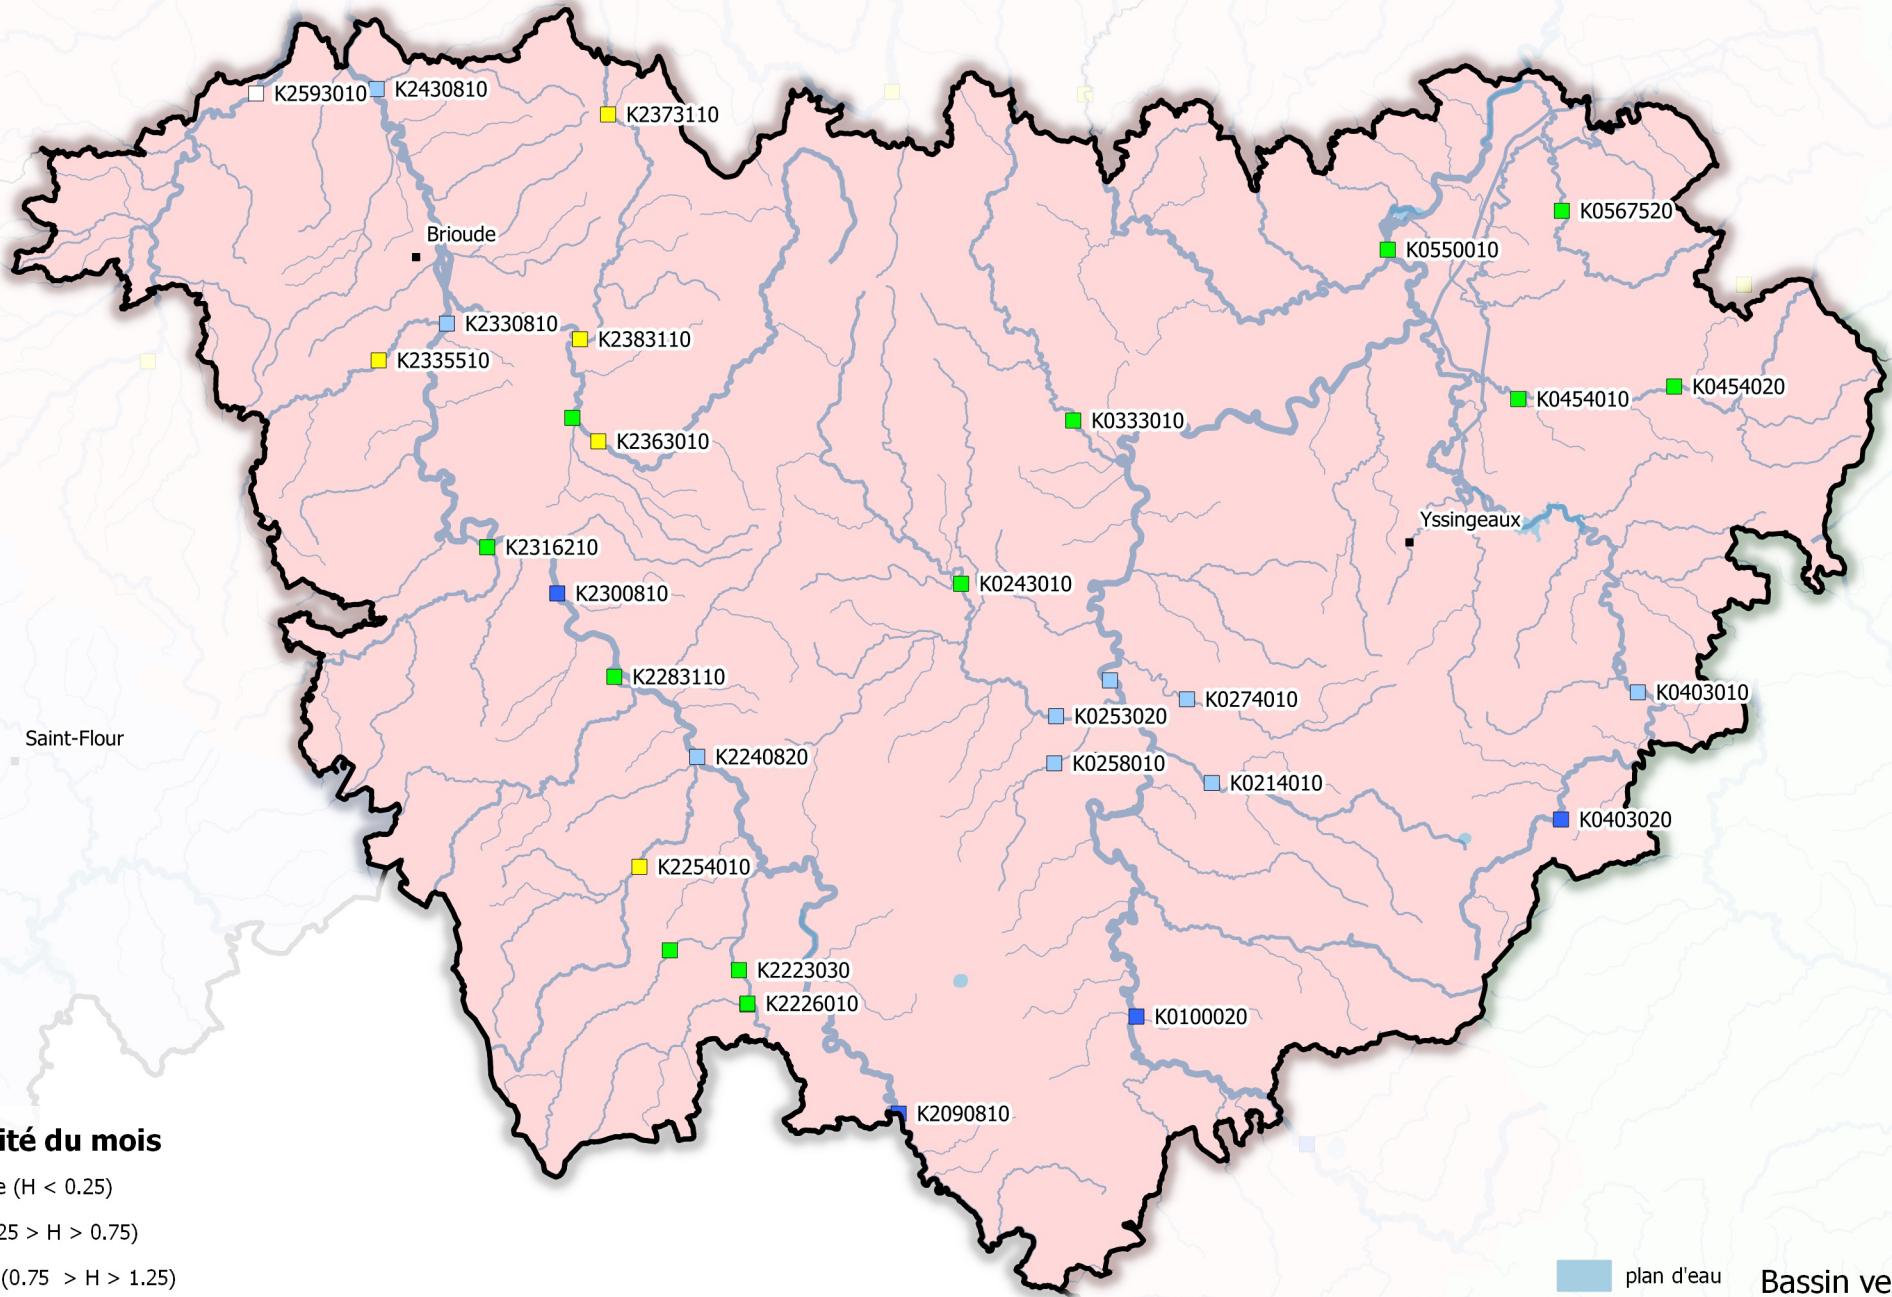 K2593010
K2430810
K2373110
K0567520
Brioude
K0550010
K2330810
K2383110
K2335510
K0454020
K0454010
K0333010
K2363010
Yssingeaux
K2316210
K0243010
K2300810
K2283110
K0403010
K0274010
K0253020
Saint-Flour
K2240820
K0258010
K0214010
K0403020
K2254010
K2223030
K2226010
K0100020
K2090810
ité du mois
e (H < 0.25)
25 > H > 0.75)
(0.75 > H > 1.25)
plan d'eau
Bassin ve